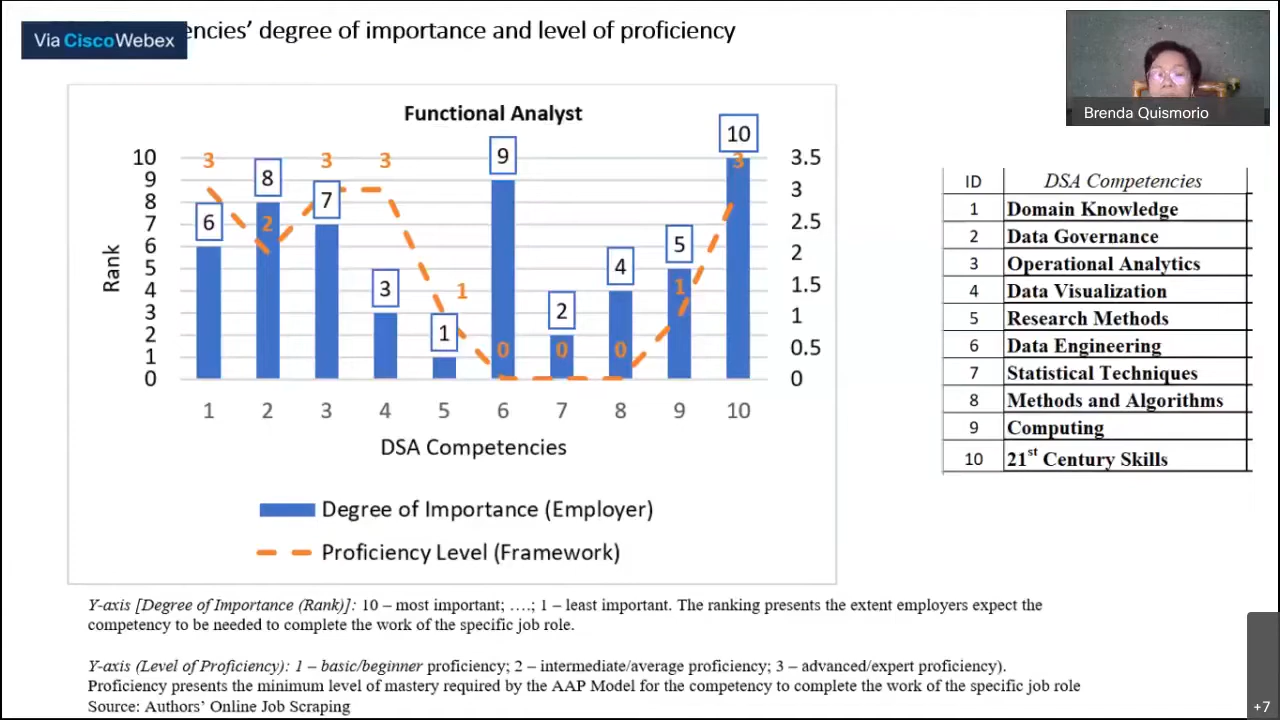 encies’ degree of importance and level of proficiency
Via CiscoWebex
Brenda Quismorio
Functional Analyst
10
9
8
7
6
5
4
3
2
1
0
Rank
3.5
3
2.5
2
1.5
1
0.5
0
6
8
7
3
1
9
2
4
5
10
3
2
3
3
1
0
0
0
1
3
1 2 3 4 5 6 7 8 9 10
DSA Competencies
Degree of Importance (Employer)
Proficiency Level (Framework)
ID DSA Competencies
1 Domain Knowledge
2 Data Governance
3 Operational Analytics
4 Data Visualization
5 Research Methods
6 Data Engineering
7 Statistical Techniques
8 Methods and Algorithms
9 Computing
10 21st Century Skills
Y-axis [Degree of Importance (Rank)]: 10 – most important; ….; 1 – least important. The ranking presents the extent employers expect the
competency to be needed to complete the work of the specific job role.
Y-axis (Level of Proficiency): 1 – basic/beginner proficiency; 2 – intermediate/average proficiency; 3 – advanced/expert proficiency).
Proficiency presents the minimum level of mastery required by the AAP Model for the competency to complete the work of the specific job role
Source: Authors’ Online Job Scraping
+7